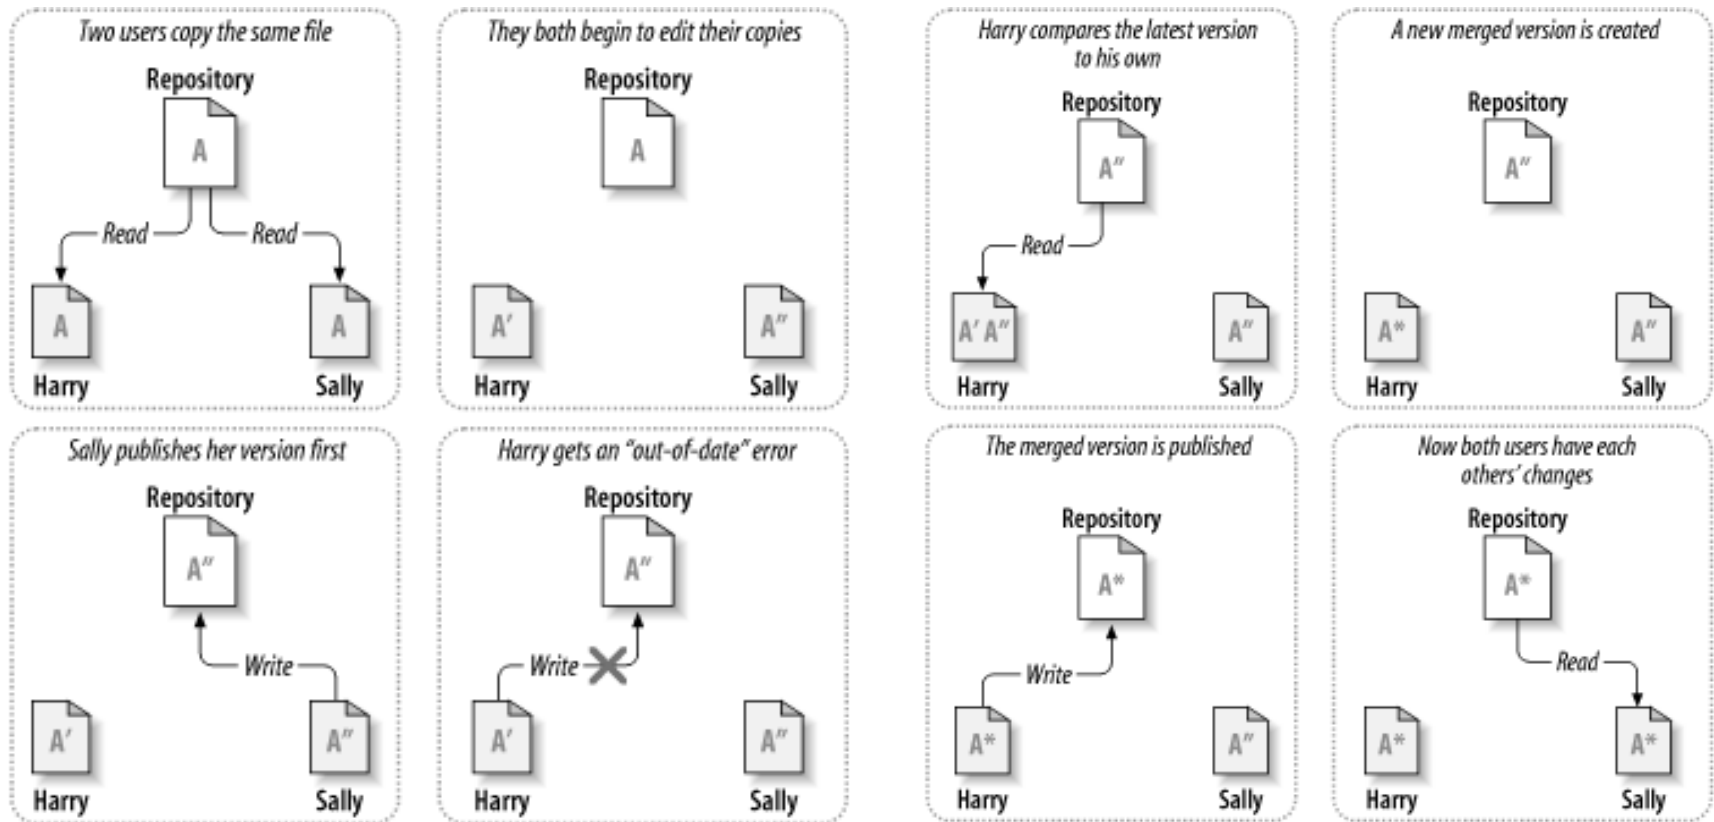 Two users copy the same file
Repository
A
Read
Read
A
A
Harry
Sally
They both begin to edit their copies
Repository
A
A′
A″
Harry
Sally
Sally publishes her version first
Repository
A″
Write
A′
A″
Harry
Sally
Harry gets an “out-of-date” error
Repository
A″
Write
A′
A″
Harry
Sally
Harry compares the latest version
to his own
Repository
A″
Read
A′ A″
A″
Harry
Sally
A new merged version is created
Repository
A″
A*
A″
Harry
Sally
The merged version is published
Repository
A*
Write
A*
A″
Harry
Sally
Now both users have each
others’ changes
Repository
A*
Read
A*
A*
Harry
Sally